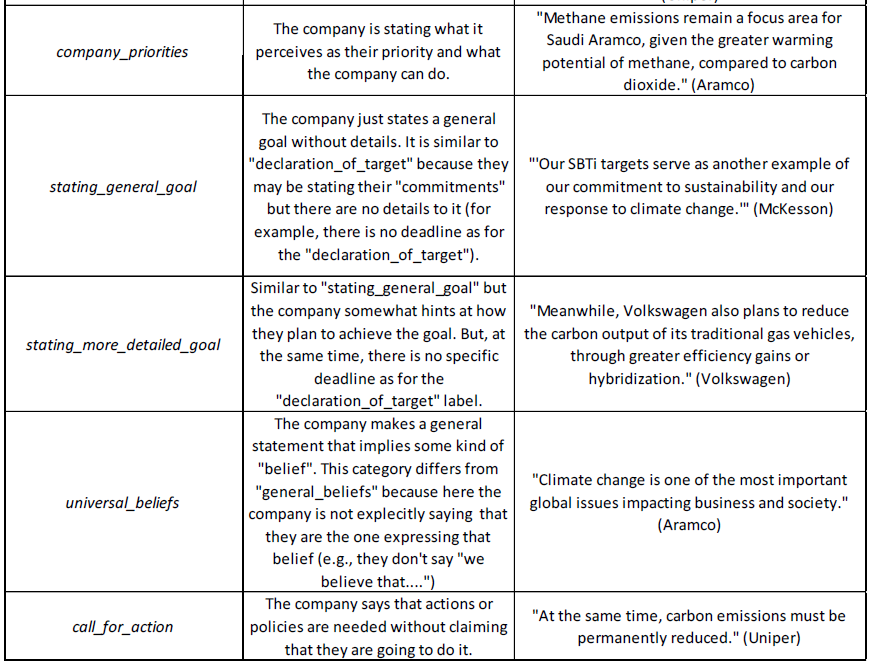 company_priorities
The company is stating what it
perceives as their priority and what
the company can do.
"Methane emissions remain a focus area for
Saudi Aramco, given the greater warming
potential of methane, compared to carbon
dioxide." (Aramco)
stating_general_goal
The company just states a general
goal without details. It is similar to
"declaration_of_target" because they
may be stating their "commitments"
but there are no details to it (for
example, there is no deadline as for
the "declaration_of_target").
"'Our SBTi targets serve as another example of
our commitment to sustainability and our
response to climate change.'" (McKesson)
stating_more_detailed_goal
Similar to "stating_general_goal" but
the company somewhat hints at how
they plan to achieve the goal. But, at
the same time, there is no specific
deadline as for the
"declaration_of_target" label.
"Meanwhile, Volkswagen also plans to reduce
the carbon output of its traditional gas vehicles,
through greater efficiency gains or
hybridization." (Volkswagen)
universal_beliefs
The company makes a general
statement that implies some kind of
"belief". This category differs from
"general_beliefs" because here the
company is not explecitly saying that
they are the one expressing that
belief (e.g., they don't say "we
believe that....")
"Climate change is one of the most important
global issues impacting business and society."
(Aramco)
call_for_action
The company says that actions or
policies are needed without claiming
that they are going to do it.
"At the same time, carbon emissions must be
permanently reduced." (Uniper)